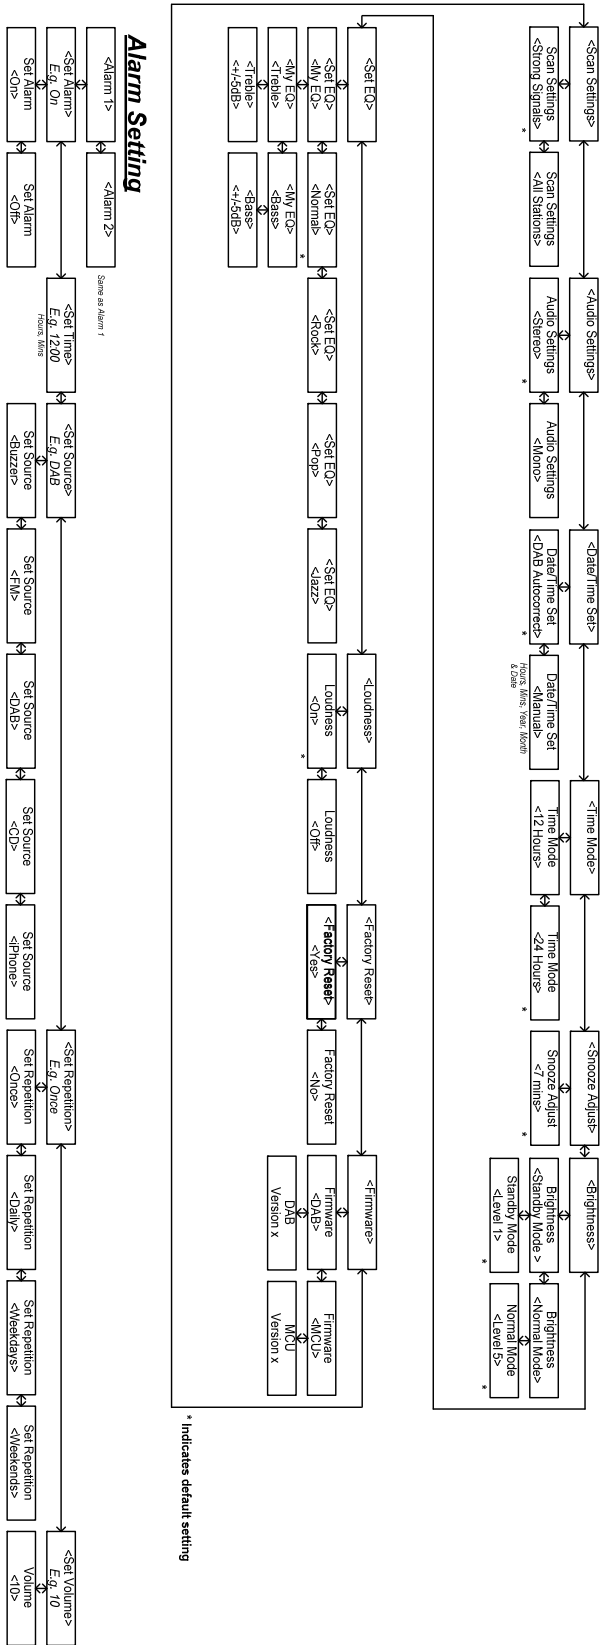 <Scan Settings>
Scan Settings
<Strong Signals>
*
Scan Settings
<All Stations>
<Audio Settings>
Audio Settings
<Stereo>
*
Audio Settings
<Mono>
<Date/Time Set>
Date/Time Set
<DAB Autocorrect>
*
Date/Time Set
<Manual>
Hours, Mins, Year, Month
& Date
<Time Mode>
Time Mode
<12 Hours>
Time Mode
<24 Hours>
*
<Snooze Adjust>
Snooze Adjust
<7 mins>
*
<Brightness>
Brightness
<Standby Mode >
Standby Mode
<Level 1>
*
Brightness
<Normal Mode>
Normal Mode
<Level 5>
*
<Set EQ>
<Set EQ>
<My EQ>
<My EQ>
<Treble>
<Treble>
<+/-5dB>
<Set EQ>
<Normal>
*
<My EQ>
<Bass>
<Bass>
<+/-5dB>
<Set EQ>
<Rock>
<Set EQ>
<Pop>
<Set EQ>
<Jazz>
<Loudness>
Loudness
<On>
*
Loudness
<Off>
<Factory Reset>
<Factory Reset>
<Yes>
Factory Reset
<No>
<Firmware>
Firmware
<DAB>
DAB
Version x
Firmware
<MCU>
MCU
Version x
* Indicates default setting
Alarm Setting
<Alarm 1>
<Alarm 2>
Same as Alarm 1
<Set Alarm>
E.g. On
Set Alarm
<On>
Set Alarm
<Off>
<Set Time>
E.g. 12:00
Hours, Mins
<Set Source>
E.g. DAB
Set Source
<Buzzer>
Set Source
<FM>
Set Source
<DAB>
Set Source
<CD>
Set Source
<iPhone>
<Set Repetition>
E.g. Once
Set Repetition
<Once>
Set Repetition
<Daily>
Set Repetition
<Weekdays>
Set Repetition
<Weekends>
<Set Volume>
E.g. 10
Volume
<10>